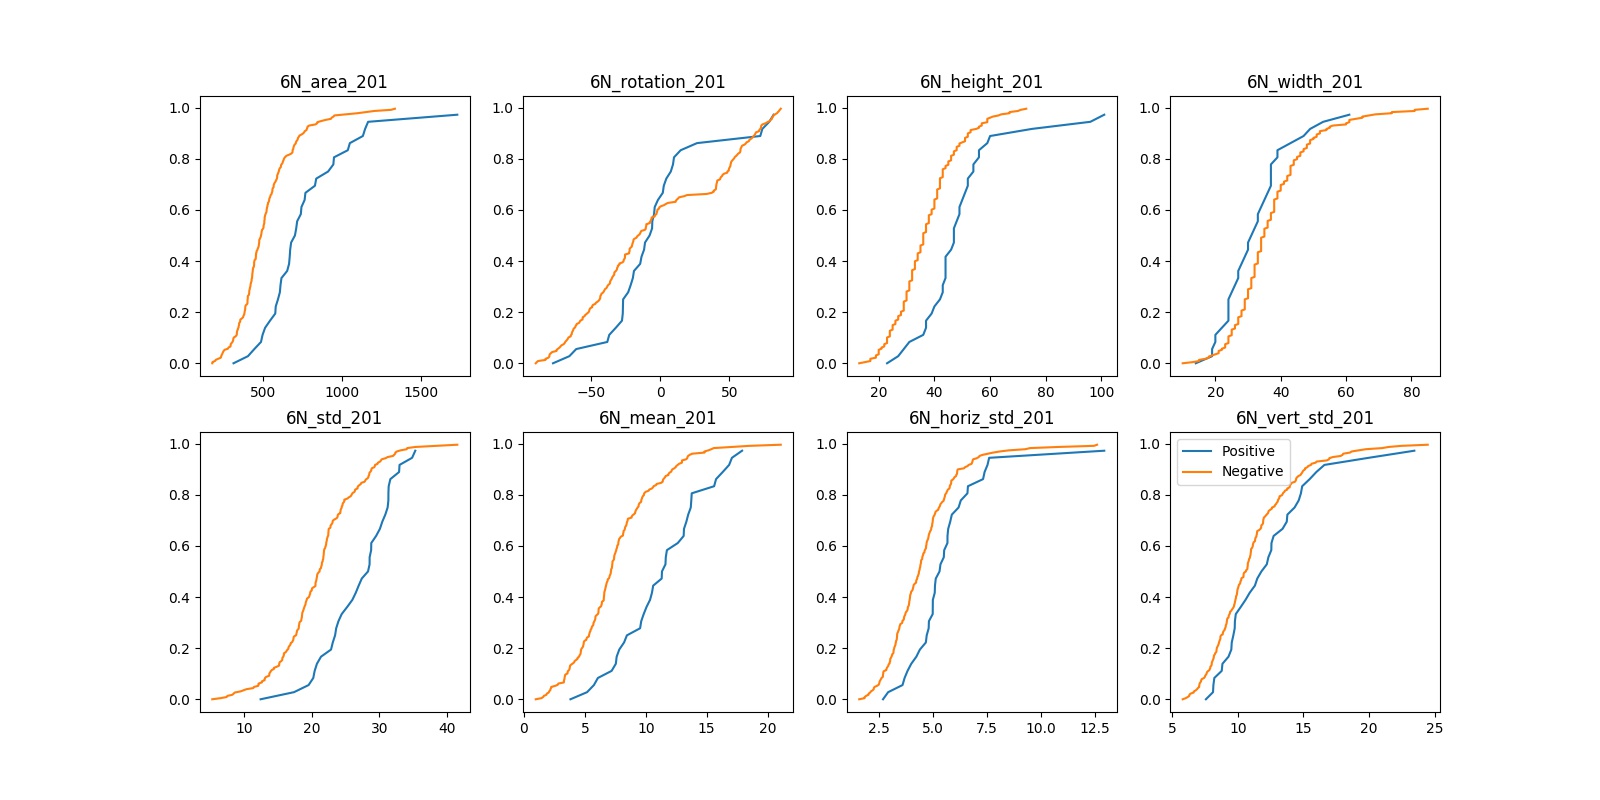 6N_area_201 6N_rotation_201 6N_height_201 6N_width_201
1.0 1.0 1.0 1.0
0.8 0.8 0.8 0.8
0.6 0.6 0.6 0.6
0.4 0.4 0.4 0.4
0.2 0.2 0.2 0.2
0.0 0.0 0.0 0.0
500 1000 1500 −50 0 50 20 40 60 80 100 20 40 60 80
6N_std_201 6N_mean_201 6N_horiz_std_201 6N_vert_std_201
1.0 1.0 1.0 1.0 Positive
Negative
0.8 0.8 0.8 0.8
0.6 0.6 0.6 0.6
0.4 0.4 0.4 0.4
0.2 0.2 0.2 0.2
0.0 0.0 0.0 0.0
10 20 30 40 0 5 10 15 20 2.5 5.0 7.5 10.0 12.5 5 10 15 20 25